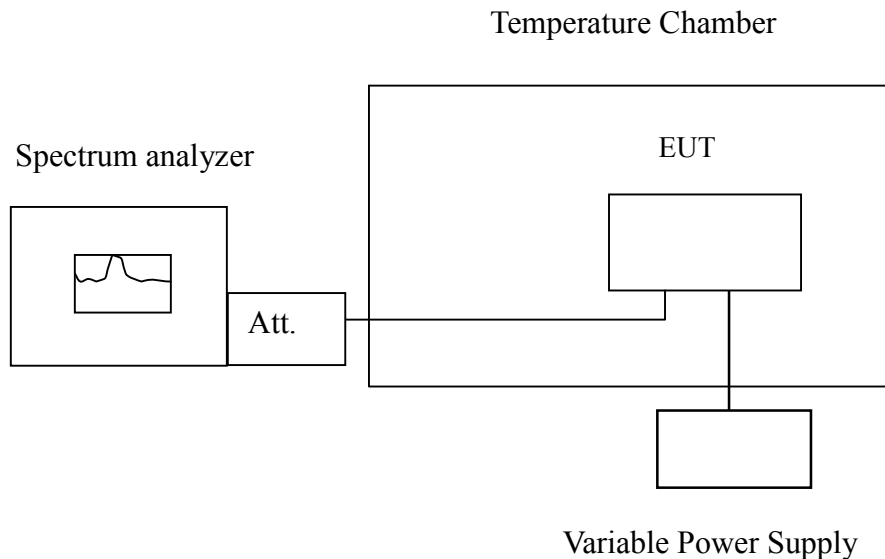 Temperature Chamber
Spectrum analyzer
EUT
Att.
Variable Power Supply